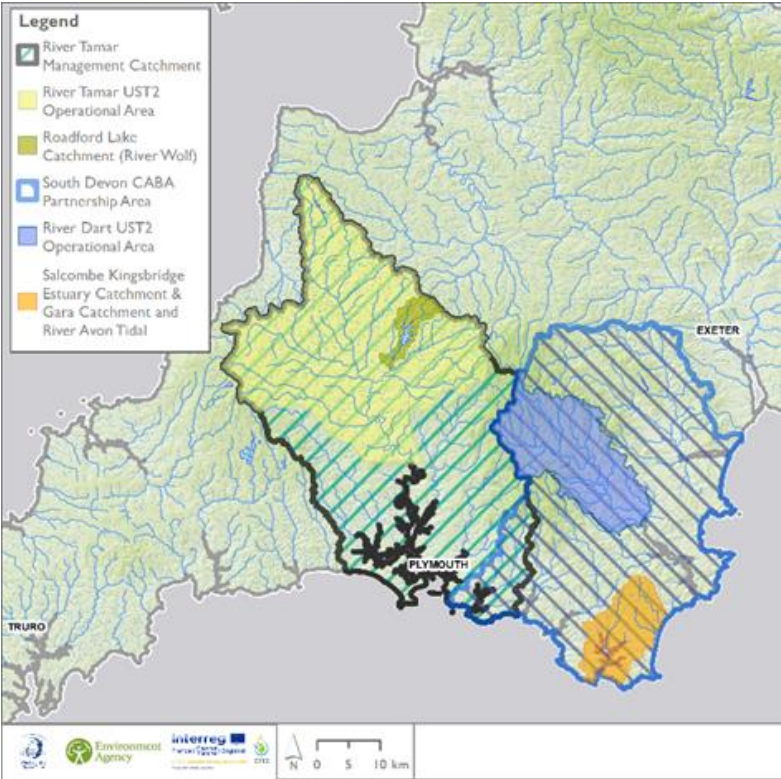 Legend
River Tamar
Management Catchment
River Tamar UST2
Operational Area
Roadford Lake
Catchment (River Wolf)
South Devon CABA
Partnership Area
River Dart UST2
Operational Area
Salcombe Kingsbridge
Estuary Catchment &
Gara Catchment and
River Avon Tidal
EXETER
PLYMOUTH
TRURO
Environment
Agency
Interreg
N 0 5 10 km